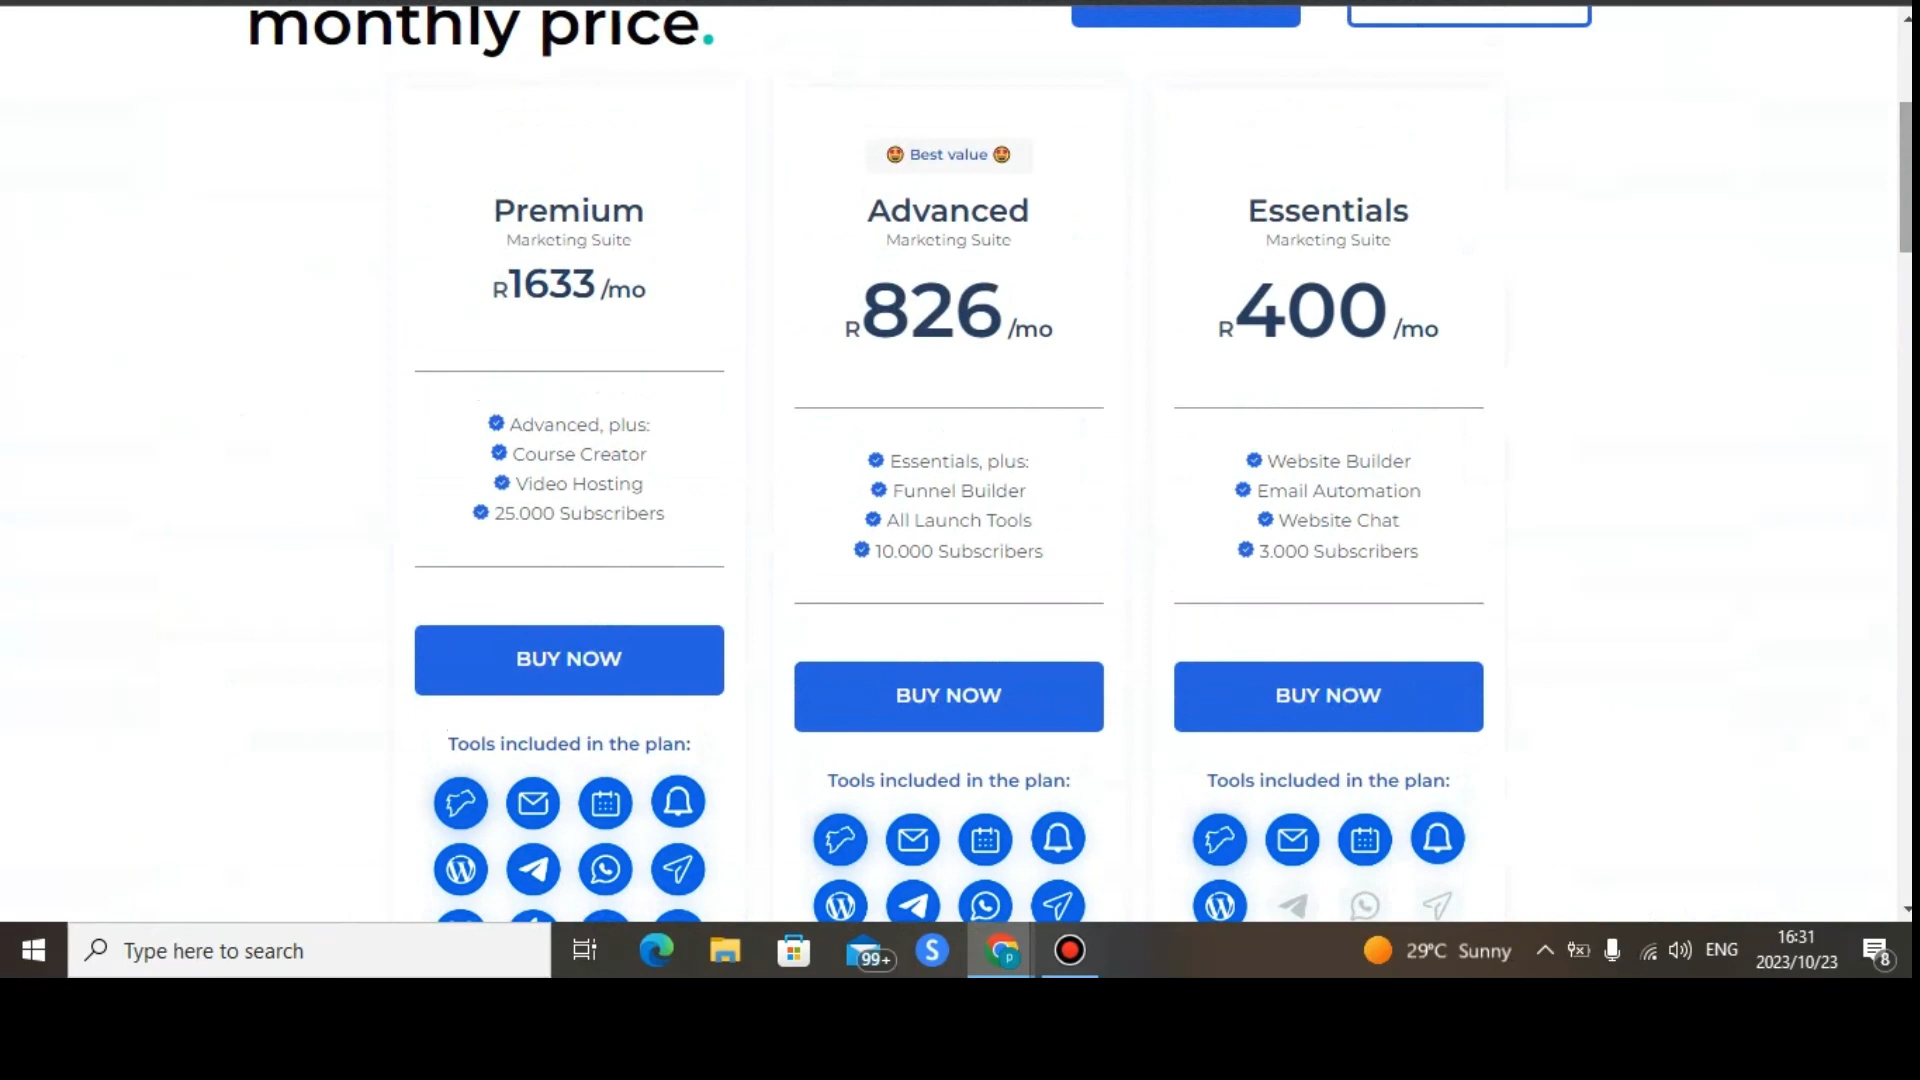 monthly price.
Premium
Marketing Suite
R1633 /mo
Advanced, plus:
Course Creator
Video Hosting
25.000 Subscribers
BUY NOW
Tools included in the plan:
🤩 Best value 🤩
Advanced
Marketing Suite
R826 /mo
Essentials, plus:
Funnel Builder
All Launch Tools
10.000 Subscribers
BUY NOW
Tools included in the plan:
Essentials
Marketing Suite
R400 /mo
Website Builder
Email Automation
Website Chat
3.000 Subscribers
BUY NOW
Tools included in the plan:
Type here to search
99+
S
p
29°C Sunny
ENG
16:31
2023/10/23
8